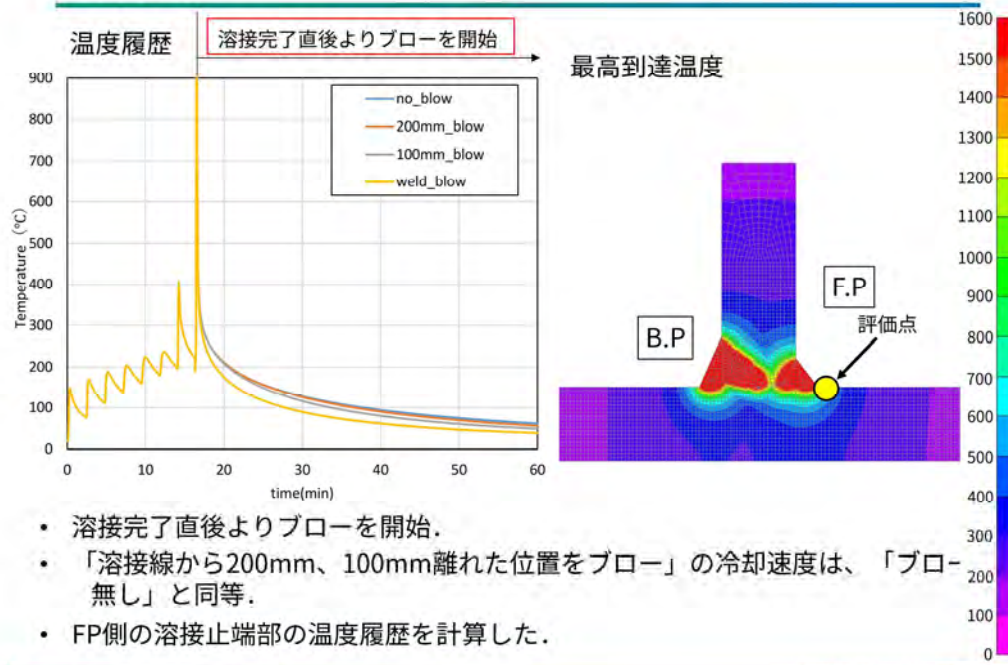 温度履歴
溶接完了直後よりブローを開始
最高到達温度
900
800
700
600
500
400
300
200
100
0
Temperature (℃)
no_blow
200mm_blow
100mm_blow
weld_blow
0 10 20 30 40 50 60
time(min)
B.P
F.P
評価点
1600
1500
1400
1300
1200
1100
1000
900
800
700
600
500
400
300
200
100
0
• 溶接完了直後よりブローを開始．
• 「溶接線から200mm、100mm離れた位置をブロー」の冷却速度は、「ブロー
無し」と同等．
• FP側の溶接止端部の温度履歴を計算した．